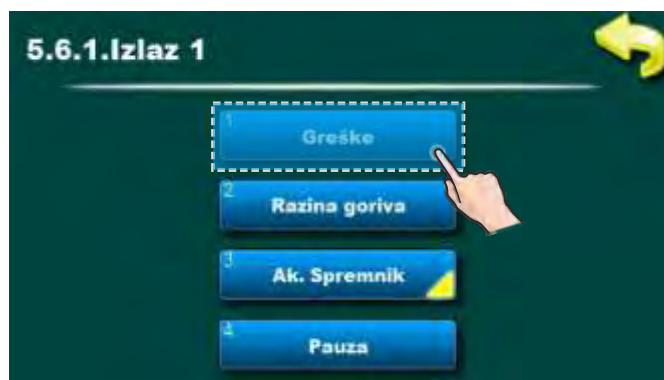 5.6.1.Izlaz 1
1
Greške
2
Razina goriva
3
Ak. Spremnik
4
Pauza